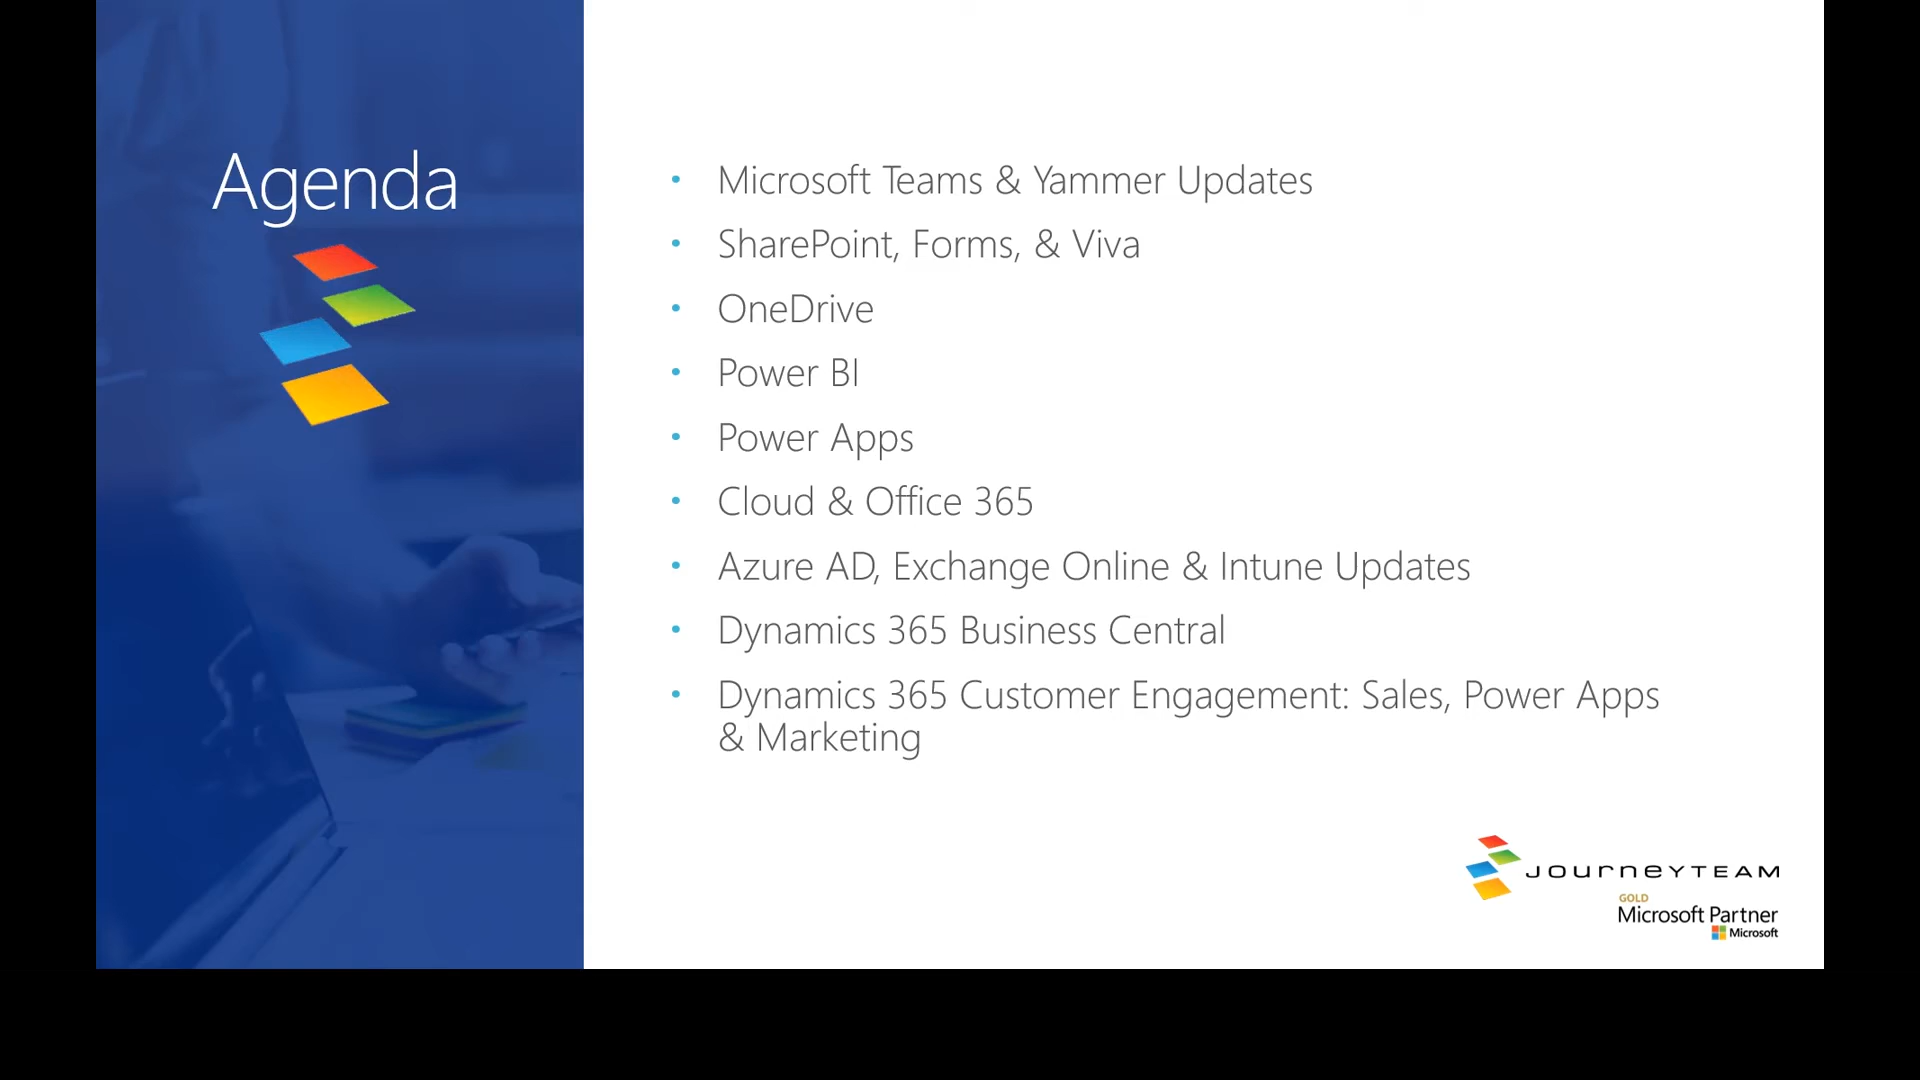 Agenda
• Microsoft Teams & Yammer Updates
• SharePoint, Forms, & Viva
• OneDrive
• Power BI
• Power Apps
• Cloud & Office 365
• Azure AD, Exchange Online & Intune Updates
• Dynamics 365 Business Central
• Dynamics 365 Customer Engagement: Sales, Power Apps
& Marketing
JOURNEYTEAM
GOLD
Microsoft Partner
Microsoft